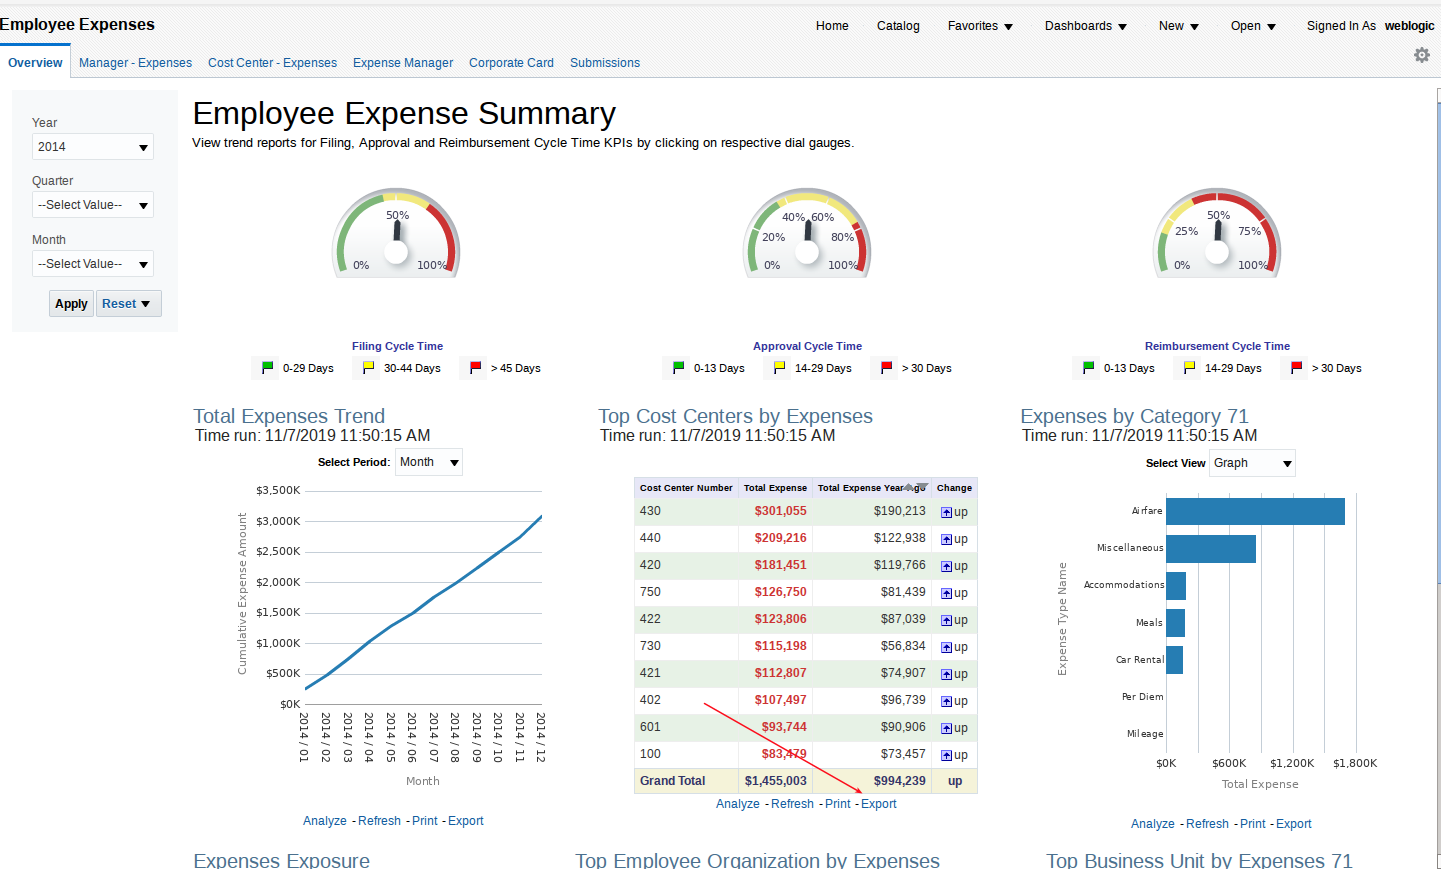 Employee Expenses
Home Catalog Favorites Dashboards New Open Signed In As weblogic
Overview Manager - Expenses Cost Center - Expenses Expense Manager Corporate Card Submissions
Year
2014
Quarter
--Select Value--
Month
--Select Value--
Apply Reset
Employee Expense Summary
View trend reports for Filing, Approval and Reimbursement Cycle Time KPIs by clicking on respective dial gauges.
0% 50% 100%
Filing Cycle Time
0-29 Days 30-44 Days > 45 Days
0% 20% 40% 60% 80% 100%
Approval Cycle Time
0-13 Days 14-29 Days > 30 Days
0% 25% 50% 75% 100%
Reimbursement Cycle Time
0-13 Days 14-29 Days > 30 Days
Total Expenses Trend
Time run: 11/7/2019 11:50:15 AM
Select Period: Month
Cumulative Expense Amount
$3,500K
$3,000K
$2,500K
$2,000K
$1,500K
$1,000K
$500K
$0K
2014 / 01
2014 / 02
2014 / 03
2014 / 04
2014 / 05
2014 / 06
2014 / 07
2014 / 08
2014 / 09
2014 / 10
2014 / 11
2014 / 12
Month
Analyze - Refresh - Print - Export
Top Cost Centers by Expenses
Time run: 11/7/2019 11:50:15 AM
Cost Center Number Total Expense Total Expense Year Ago Change
430 $301,055 $190,213 up
440 $209,216 $122,938 up
420 $181,451 $119,766 up
750 $126,750 $81,439 up
422 $123,806 $87,039 up
730 $115,198 $56,834 up
421 $112,807 $74,907 up
402 $107,497 $96,739 up
601 $93,744 $90,906 up
100 $83,479 $73,457 up
Grand Total $1,455,003 $994,239 up
Analyze - Refresh - Print - Export
Expenses by Category 71
Time run: 11/7/2019 11:50:15 AM
Select View Graph
Expense Type Name
Airfare
Miscellaneous
Accommodations
Meals
Car Rental
Per Diem
Mileage
$0K $600K $1,200K $1,800K
Total Expense
Analyze - Refresh - Print - Export
Expenses Exposure
Top Employee Organization by Expenses
Top Business Unit by Expenses 71